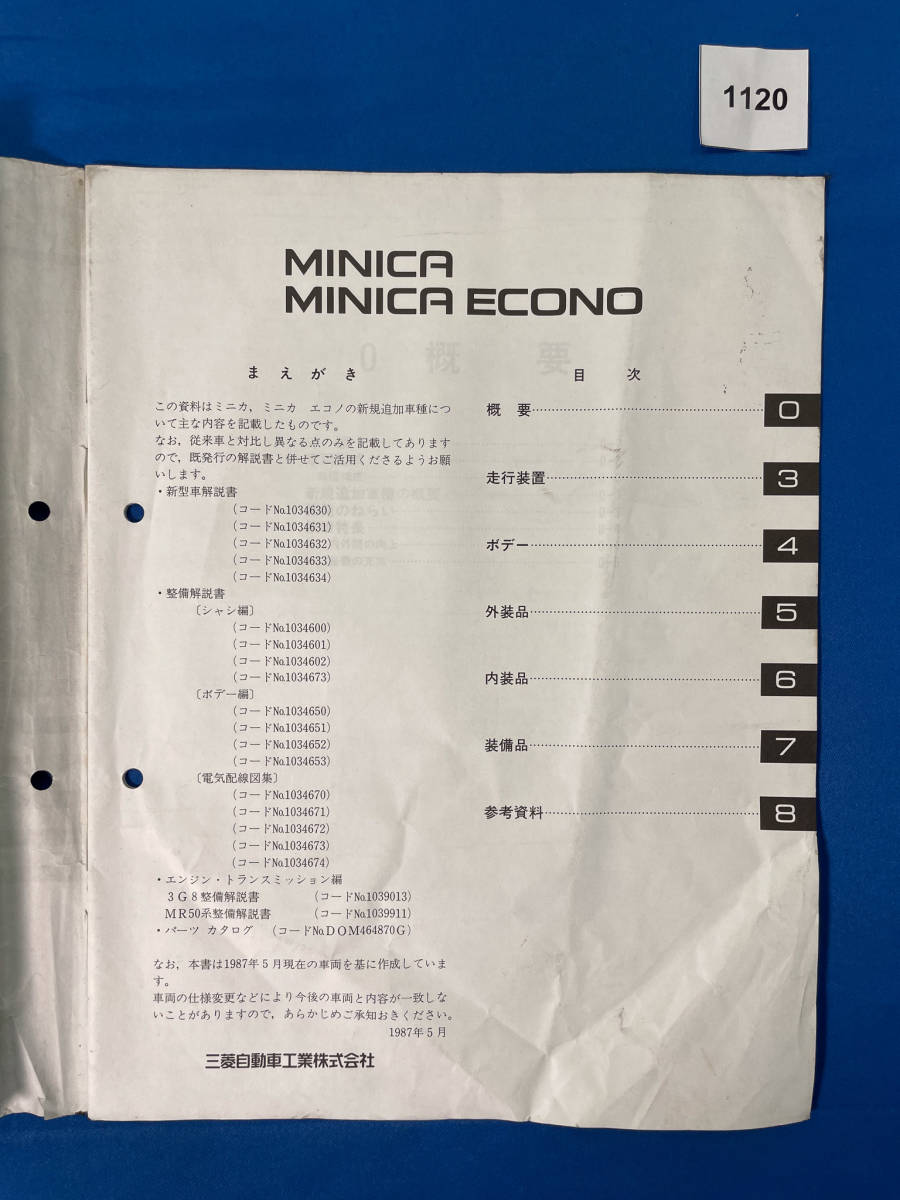 1120
MINICA
MINICA ECONO
まえがき
この資料はミニカ，ミニカ　エコノの新規追加車種につ
いて主な内容を記載したものです。
なお，従来車と対比し異なる点のみを記載してあります
ので，既発行の解説書と併せてご活用くださるようお願
いします。
・新型車解説書
（コードNo.1034630）
（コードNo.1034631）
（コードNo.1034632）
（コードNo.1034633）
（コードNo.1034634）
・整備解説書
〔シャシ編〕
（コードNo.1034600）
（コードNo.1034601）
（コードNo.1034602）
（コードNo.1034673）
〔ボデー編〕
（コードNo.1034650）
（コードNo.1034651）
（コードNo.1034652）
（コードNo.1034653）
〔電気配線図集〕
（コードNo.1034670）
（コードNo.1034671）
（コードNo.1034672）
（コードNo.1034673）
（コードNo.1034674）
・エンジン・トランスミッション編
３Ｇ８整備解説書　（コードNo.1039013）
ＭＲ50系整備解説書　（コードNo.1039911）
・パーツ カタログ　（コードNo.ＤＯＭ464870Ｇ）
なお，本書は1987年５月現在の車両を基に作成していま
す。
車両の仕様変更などにより今後の車両と内容が一致しな
いことがありますので，あらかじめご承知おきください。
1987年５月
三菱自動車工業株式会社
目　次
概　要 0
走行装置 3
ボデー 4
外装品 5
内装品 6
装備品 7
参考資料 8